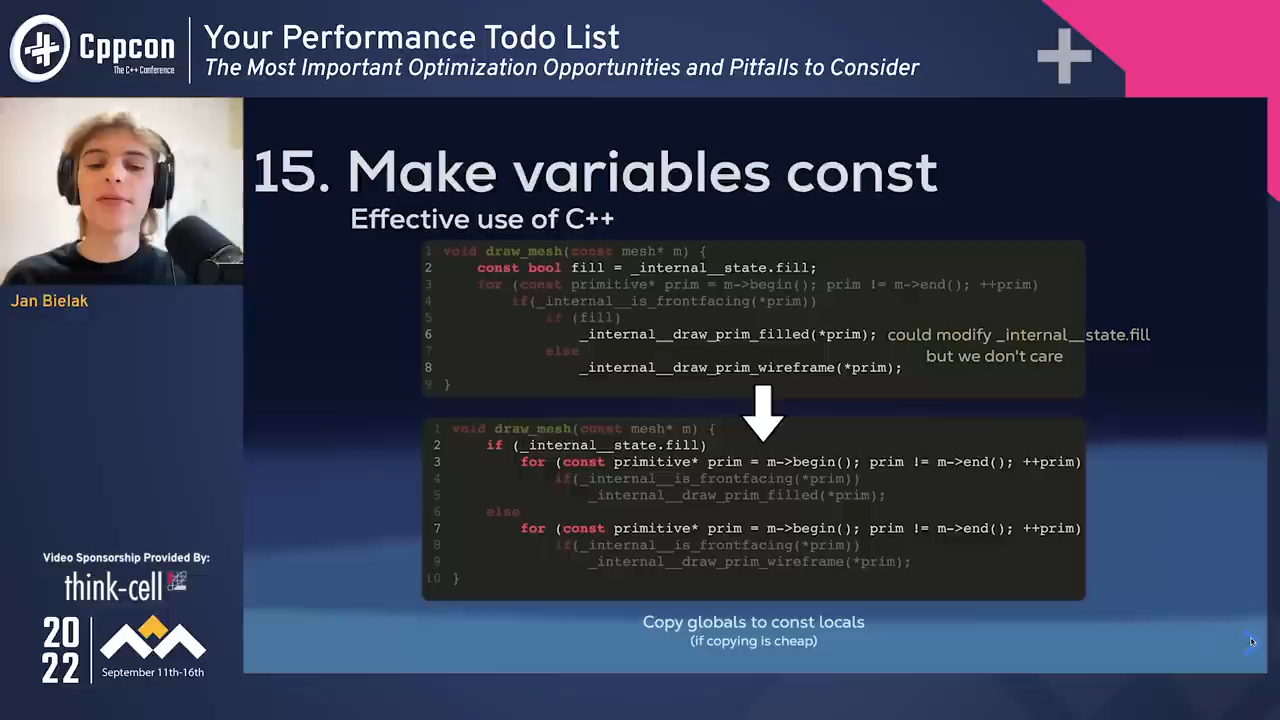 Cppcon
The C++ Conference
Your Performance Todo List
The Most Important Optimization Opportunities and Pitfalls to Consider
Jan Bielak
15. Make variables const
Effective use of C++
1 void draw_mesh(const mesh* m) {
2 const bool fill = _internal__state.fill;
3 for (const primitive* prim = m->begin(); prim != m->end(); ++prim)
4 if(_internal__is_frontfacing(*prim))
5 if (fill)
6 _internal__draw_prim_filled(*prim);
7 else
8 _internal__draw_prim_wireframe(*prim);
9 }
could modify _internal__state.fill
but we don't care
1 void draw_mesh(const mesh* m) {
2 if (_internal__state.fill)
3 for (const primitive* prim = m->begin(); prim != m->end(); ++prim)
4 if(_internal__is_frontfacing(*prim))
5 _internal__draw_prim_filled(*prim);
6 else
7 for (const primitive* prim = m->begin(); prim != m->end(); ++prim)
8 if(_internal__is_frontfacing(*prim))
9 _internal__draw_prim_wireframe(*prim);
10 }
Copy globals to const locals
(if copying is cheap)
Video Sponsorship Provided By:
think-cell
20
22
September 11th-16th